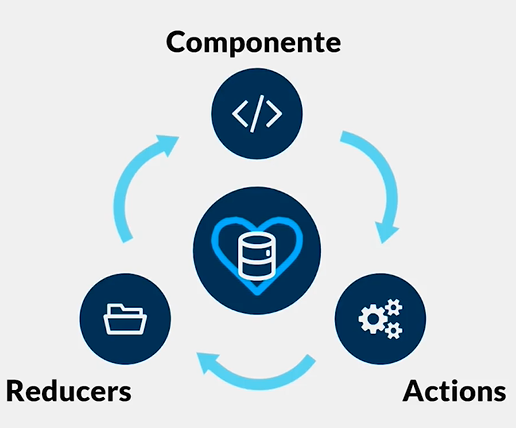 Componente
</>
Reducers
Actions